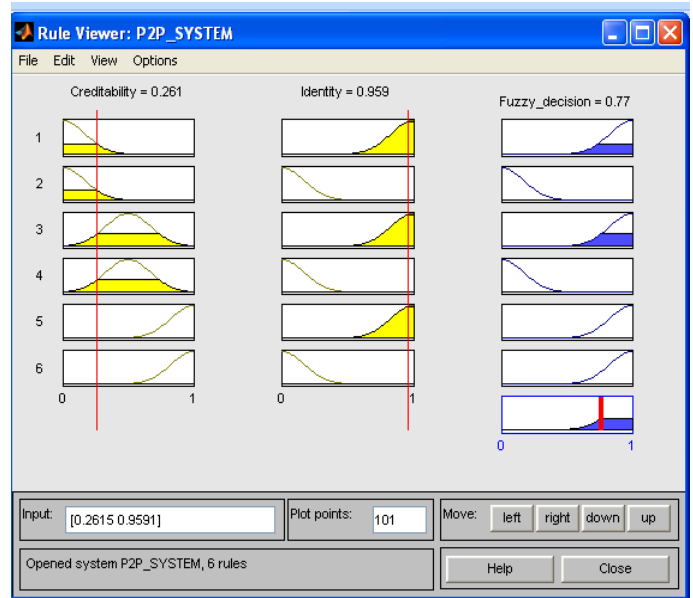 Rule Viewer: P2P_SYSTEM
File Edit View Options
Creditability = 0.261 Identity = 0.959 Fuzzy_decision = 0.77
1
2
3
4
5
6
0 1 0 1
0 1
Input: [0.2615 0.9591] Plot points: 101 Move: left right down up
Opened system P2P_SYSTEM, 6 rules Help Close